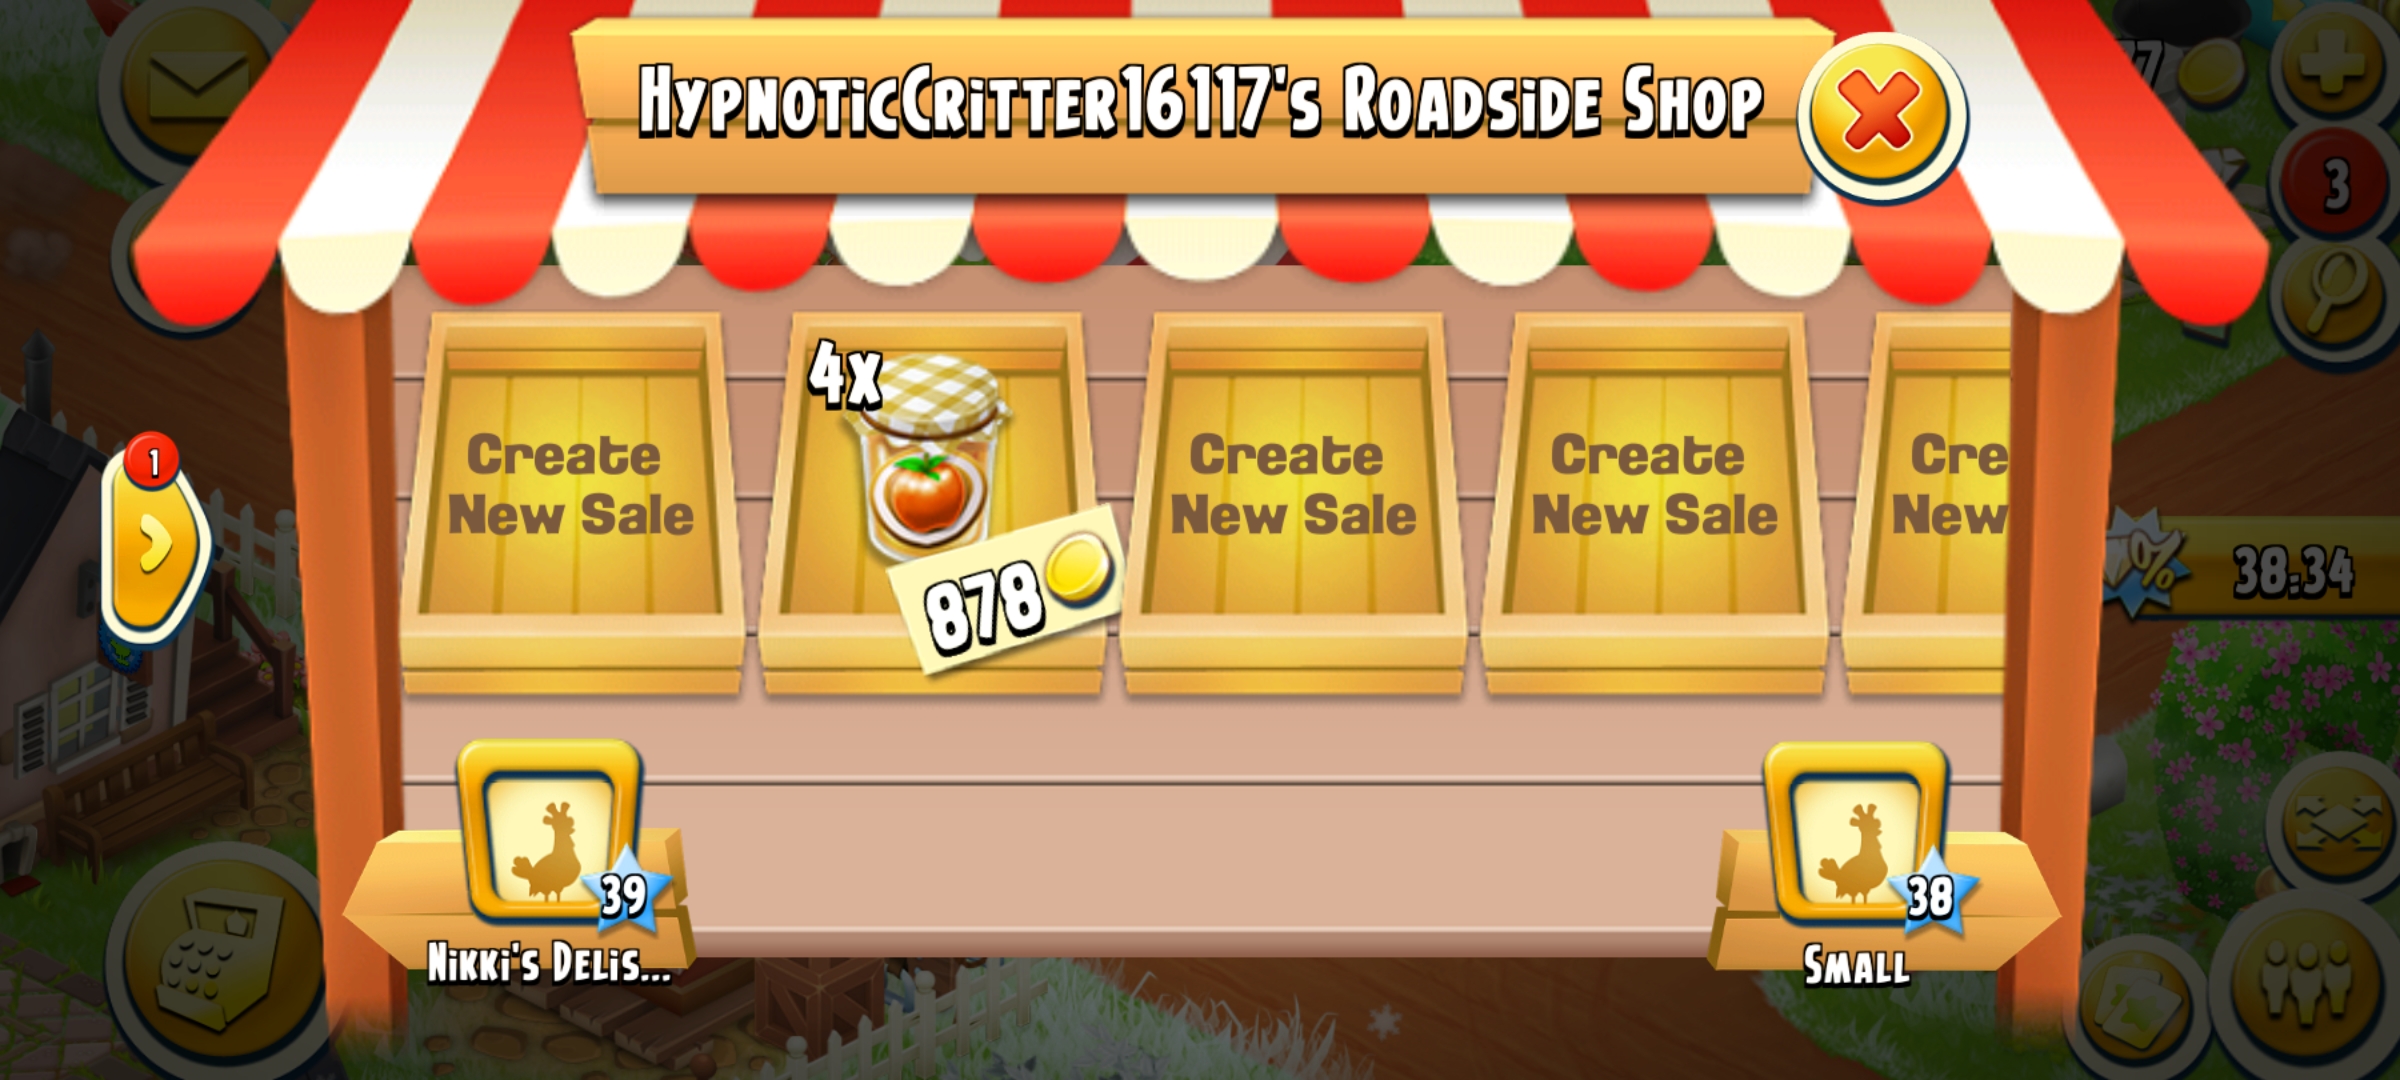 HypnoticCritter16117's Roadside Shop
3
4x
Create
New Sale
Create
New Sale
Create
New Sale
Cre
New
1
878
38:34
39
38
Nikki's Delis...
Small